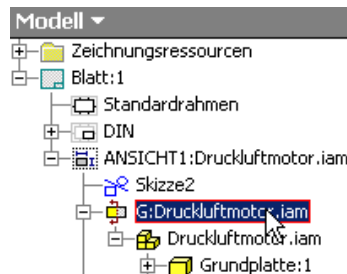 Modell
Zeichnungsressourcen
Blatt:1
Standardrahmen
DIN
ANSICHT1:Druckluftmotor.iam
Skizze2
G:Druckluftmotor.iam
Druckluftmotor.iam
Grundplatte:1